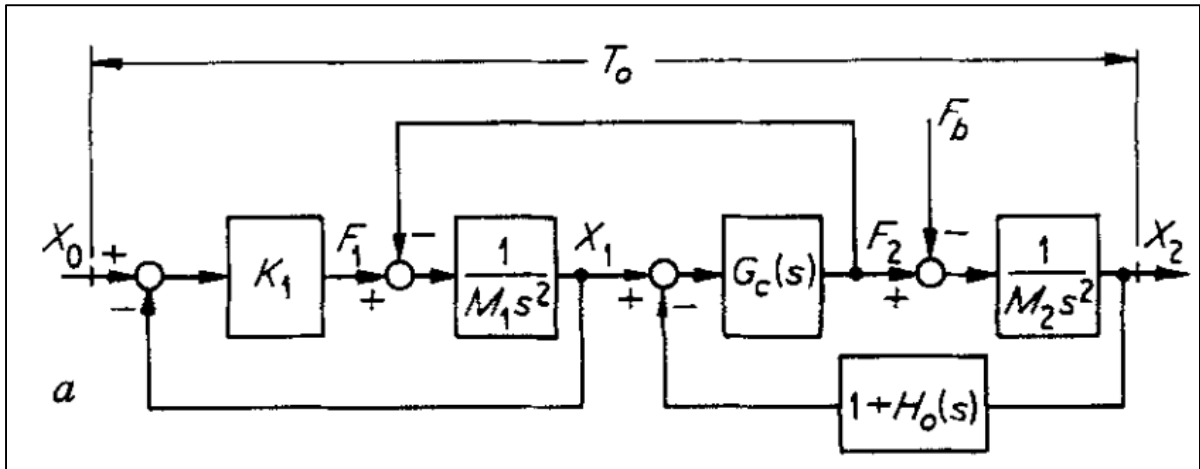 T₀
F_b
X₀ + − K₁ F₁ + − 1/(M₁s²) X₁ + − G_c(s) F₂ + − 1/(M₂s²) X₂
1+H₀(s)
a